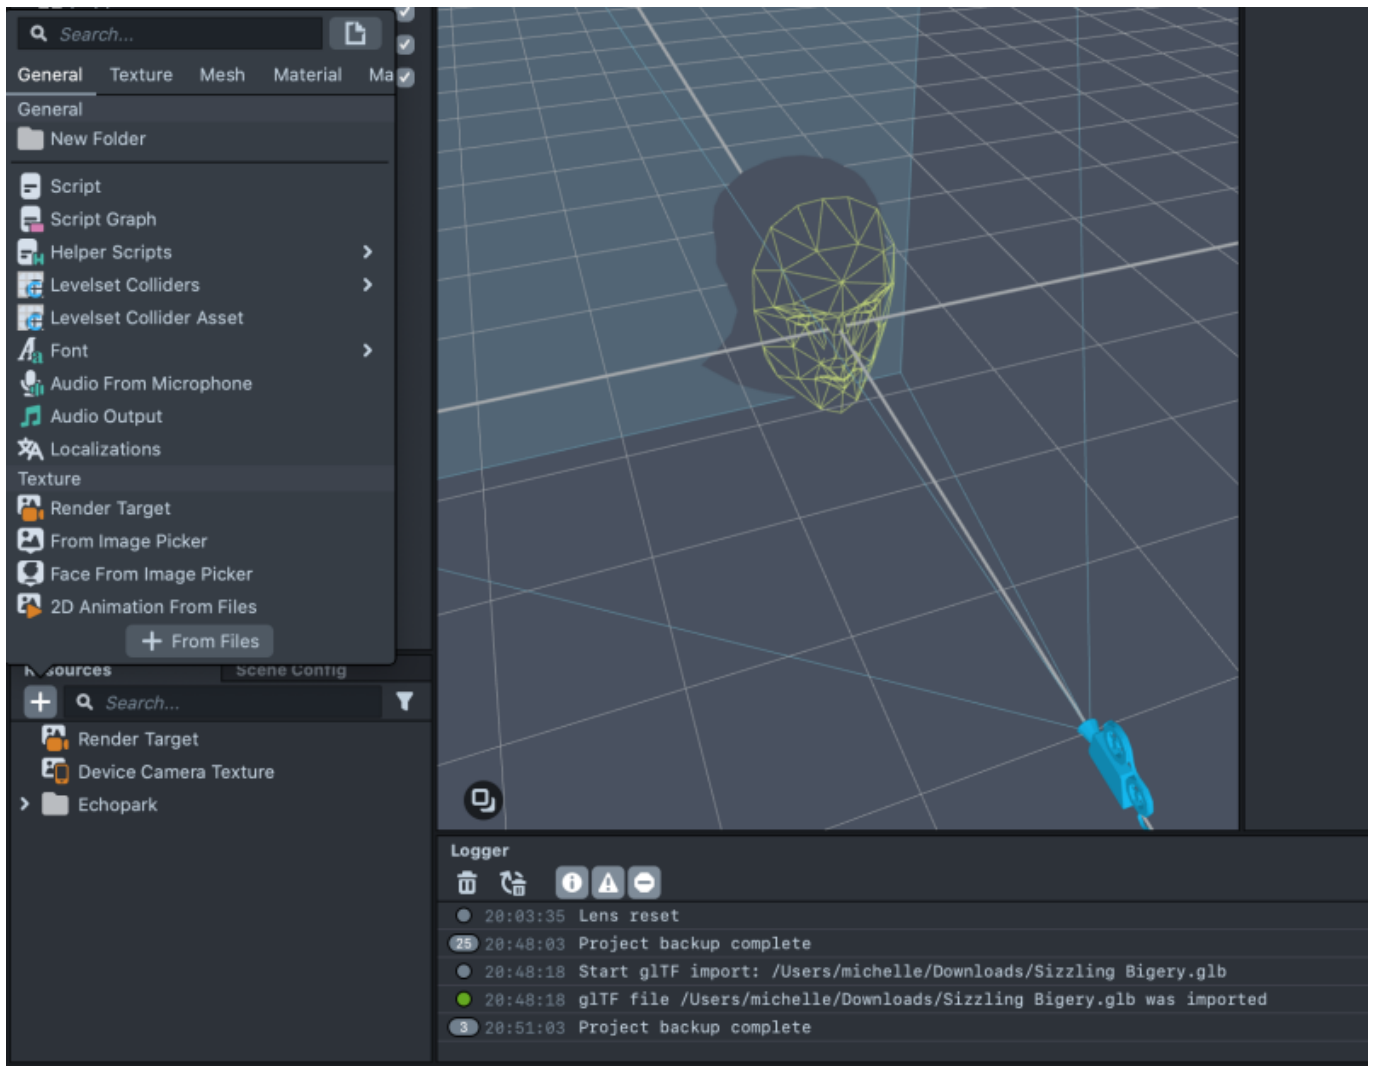 Search...
General Texture Mesh Material Ma
General
New Folder
Script
Script Graph
Helper Scripts
Levelset Colliders
Levelset Collider Asset
Font
Audio From Microphone
Audio Output
Localizations
Texture
Render Target
From Image Picker
Face From Image Picker
2D Animation From Files
+ From Files
Resources Scene Config
+ Search...
Render Target
Device Camera Texture
Echopark
Logger
20:03:35 Lens reset
25 20:48:03 Project backup complete
20:48:18 Start glTF import: /Users/michelle/Downloads/Sizzling Bigery.glb
20:48:18 glTF file /Users/michelle/Downloads/Sizzling Bigery.glb was imported
3 20:51:03 Project backup complete